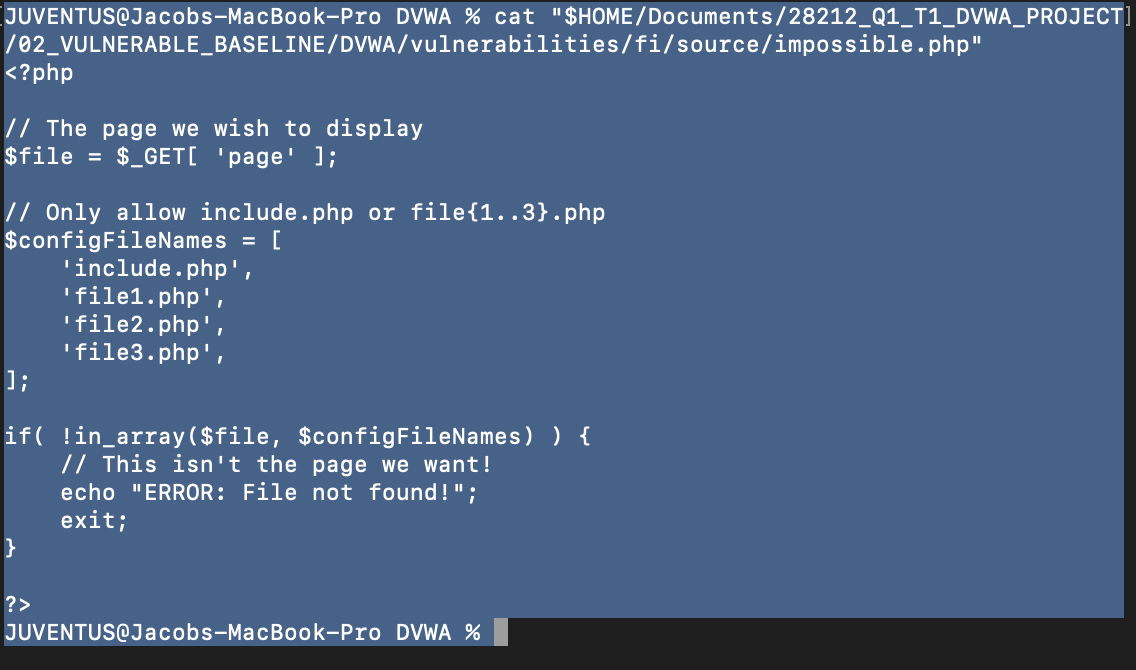 JUVENTUS@Jacobs-MacBook-Pro DVWA % cat "$HOME/Documents/28212_Q1_T1_DVWA_PROJECT]
/02_VULNERABLE_BASELINE/DVWA/vulnerabilities/fi/source/impossible.php"
<?php

// The page we wish to display
$file = $_GET[ 'page' ];

// Only allow include.php or file{1..3}.php
$configFileNames = [
    'include.php',
    'file1.php',
    'file2.php',
    'file3.php',
];

if( !in_array($file, $configFileNames) ) {
    // This isn't the page we want!
    echo "ERROR: File not found!";
    exit;
}

?>
JUVENTUS@Jacobs-MacBook-Pro DVWA %